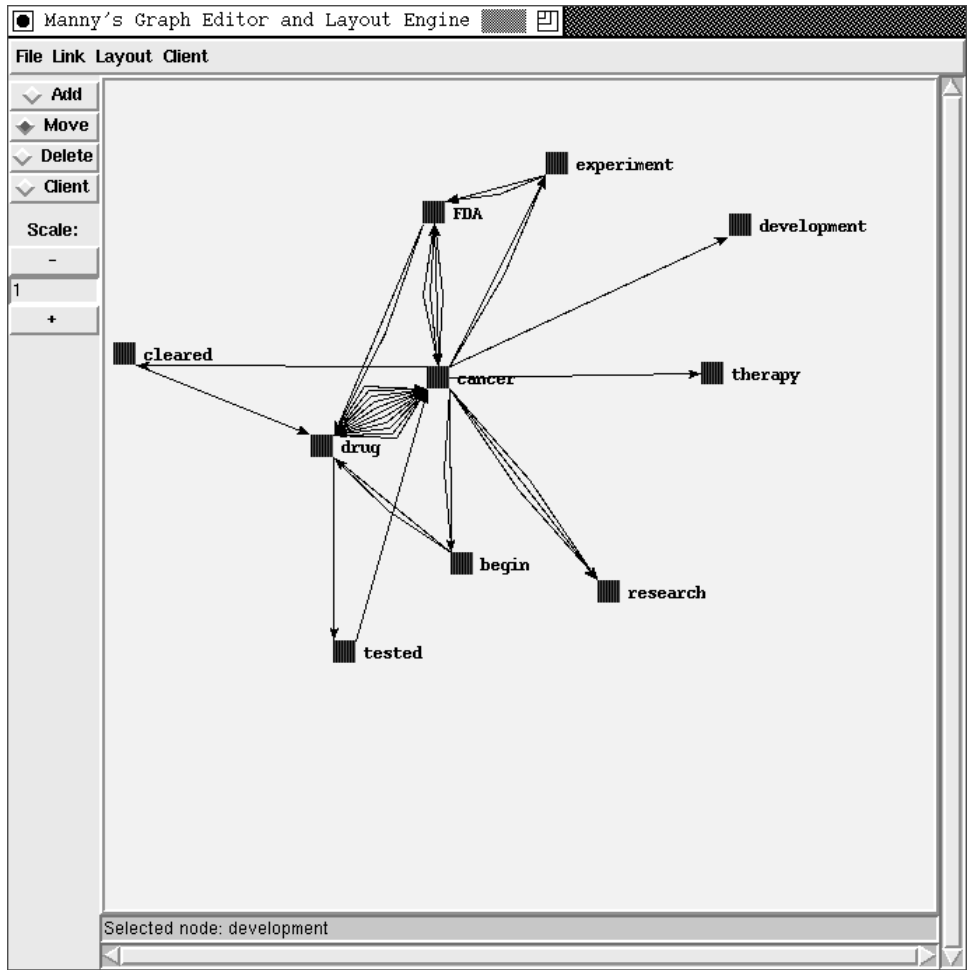 Manny's Graph Editor and Layout Engine
File Link Layout Client
Add
Move
Delete
Client
Scale:
-
1
+
experiment
FDA
development
cleared
cancer
therapy
drug
begin
research
tested
Selected node: development